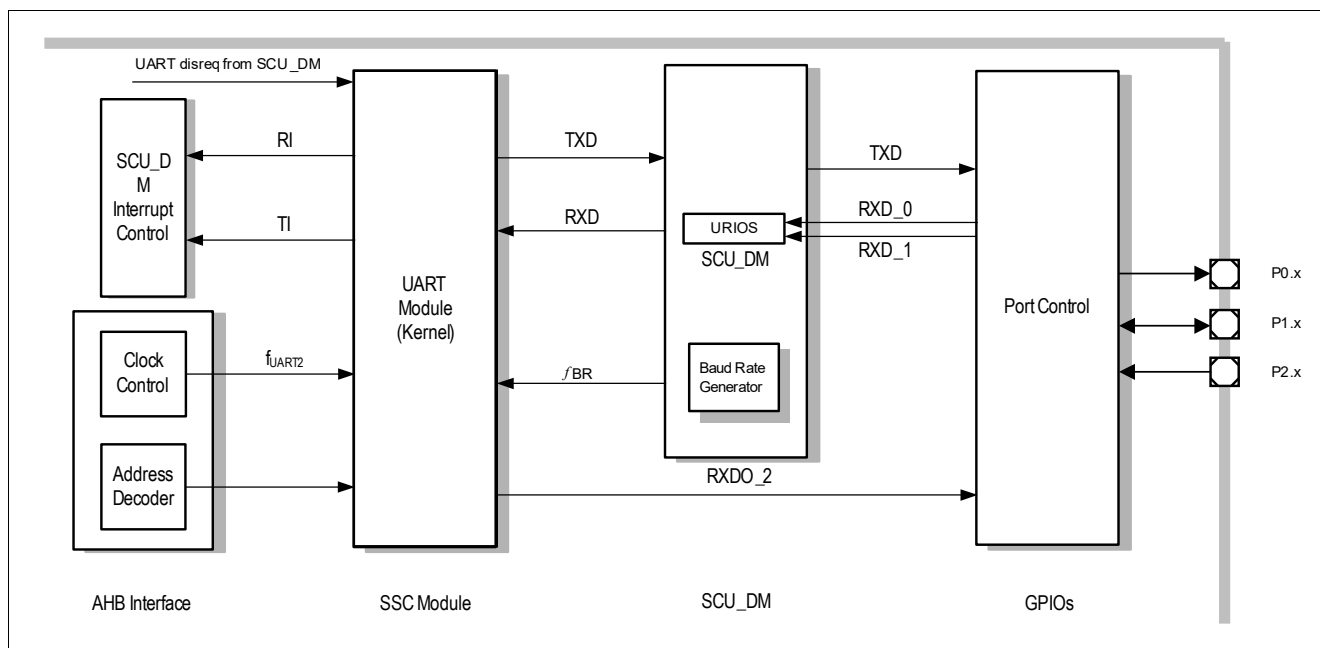 UART disreq from SCU_DM
SCU_D
M
Interrupt
Control
RI
TI
Clock
Control
Address
Decoder
fUART2
UART
Module
(Kernel)
TXD
RXD
fBR
RXDO_2
URIOS
SCU_DM
Baud Rate
Generator
TXD
RXD_0
RXD_1
Port Control
P0.x
P1.x
P2.x
AHB Interface
SSC Module
SCU_DM
GPIOs